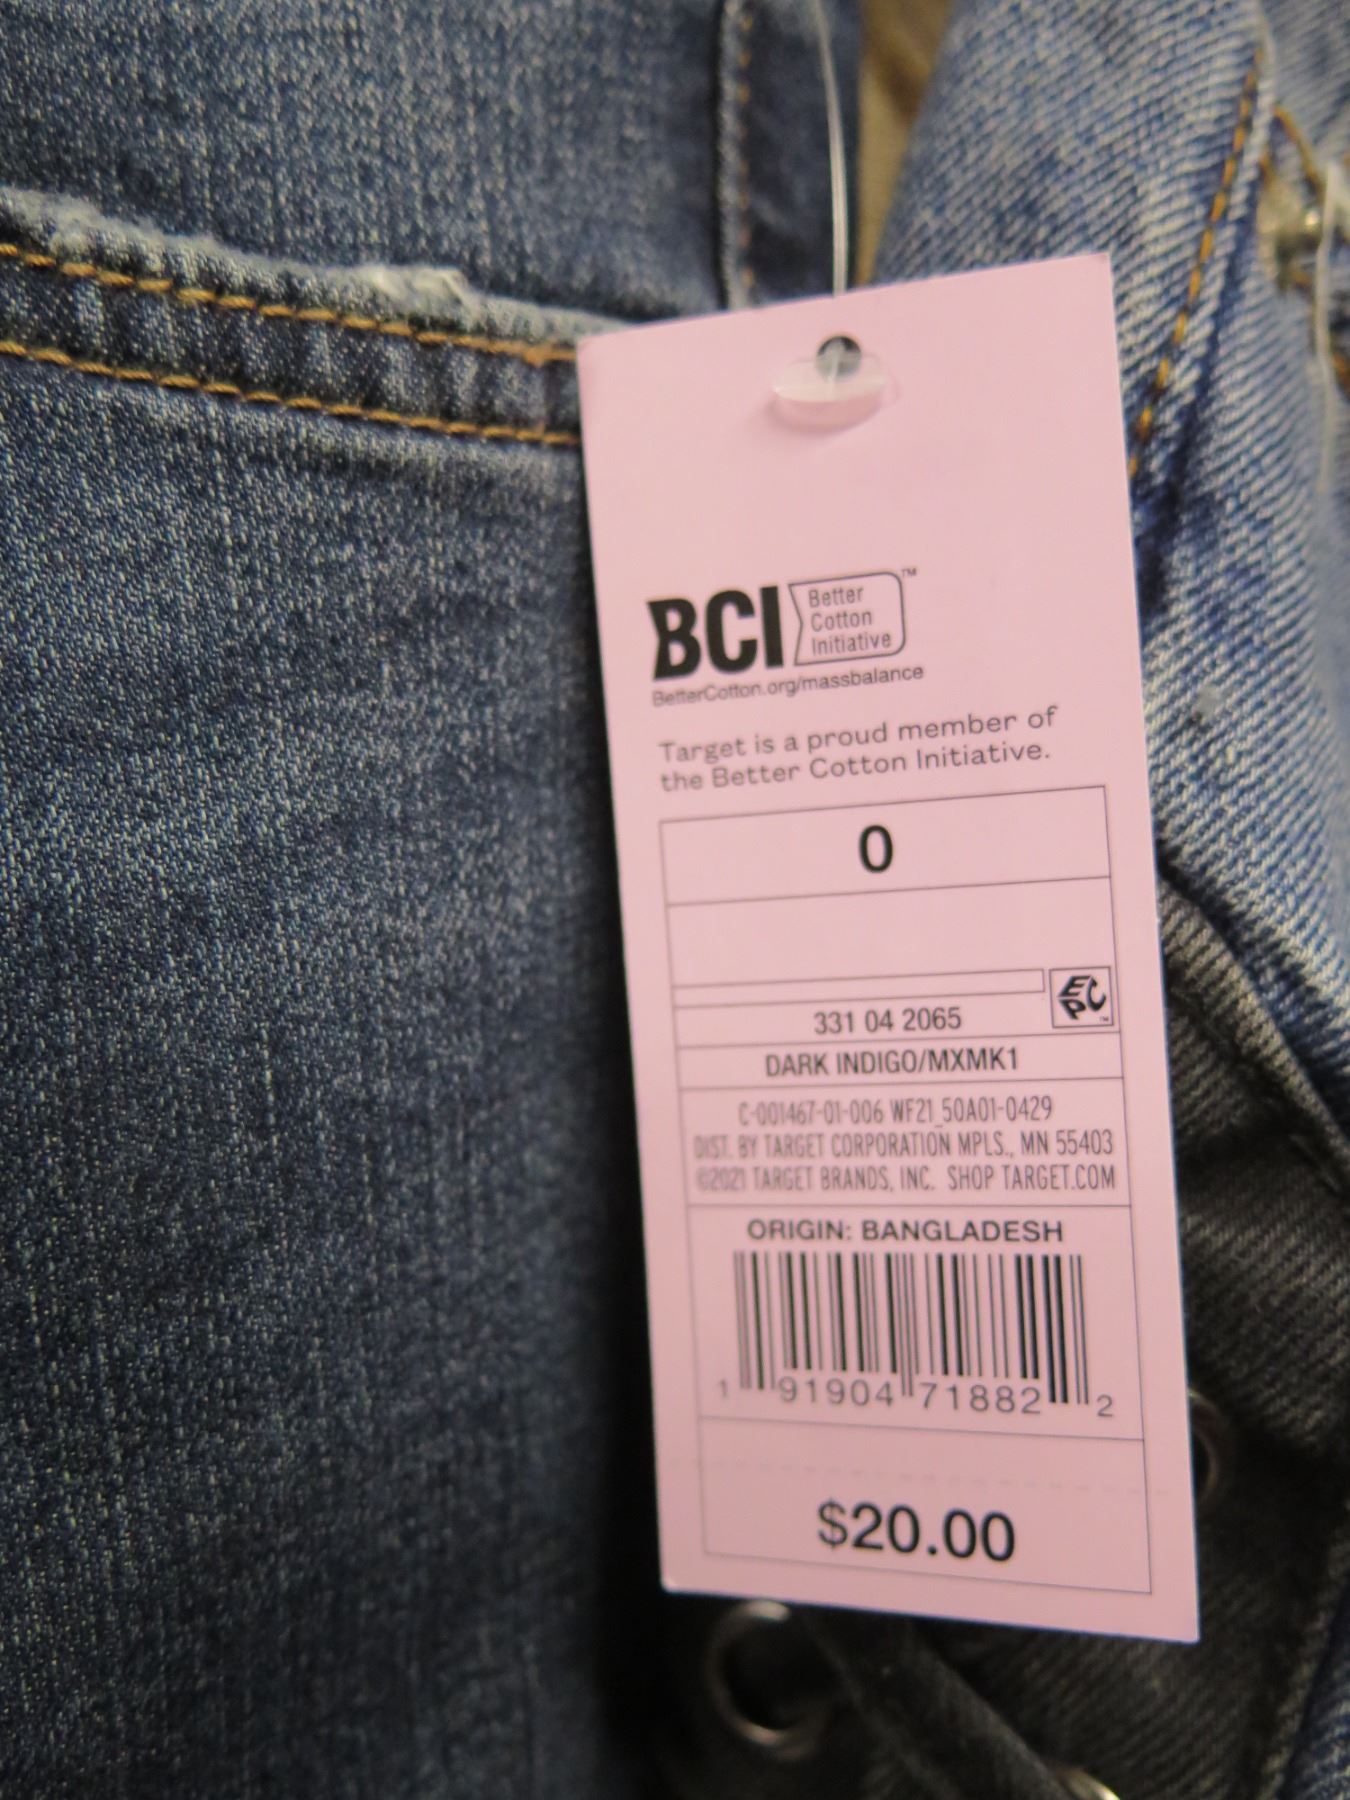 BCI Better
Cotton
Initiative™
BetterCotton.org/massbalance
Target is a proud member of
the Better Cotton Initiative.
0
EPC™
331 04 2065
DARK INDIGO/MXMK1
C-001467-01-006 WF21_50A01-0429
DIST. BY TARGET CORPORATION MPLS., MN 55403
©2021 TARGET BRANDS, INC. SHOP TARGET.COM
ORIGIN: BANGLADESH
1 91904 71882 2
$20.00